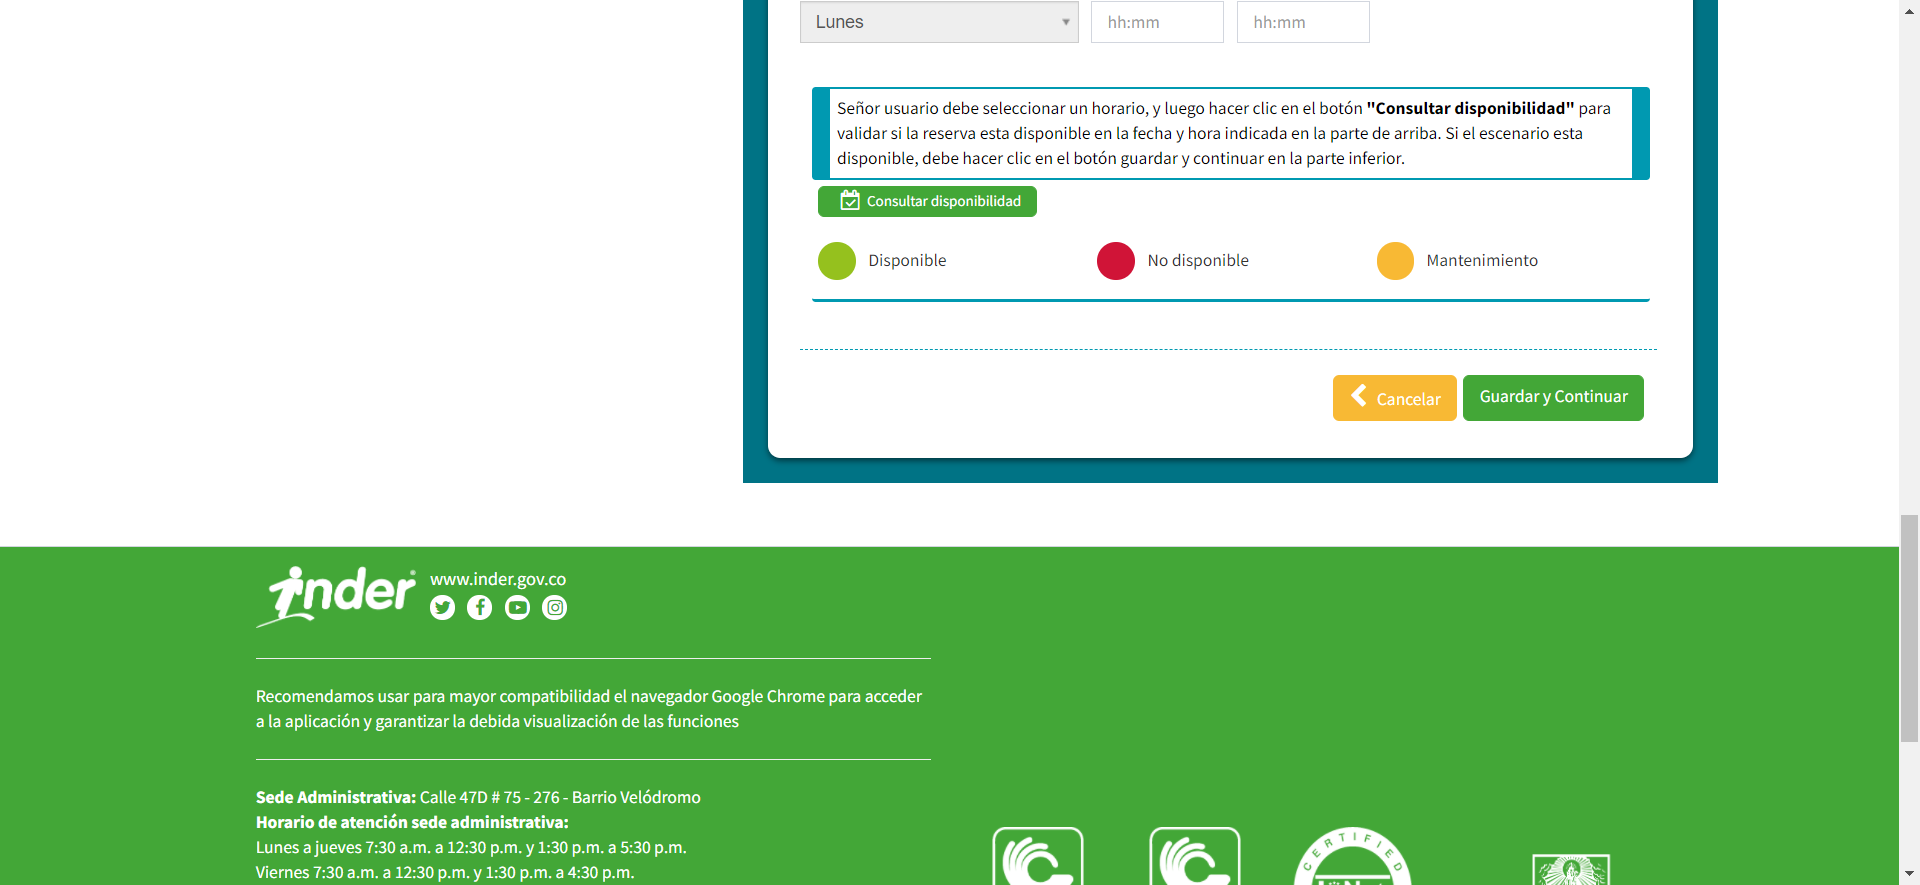 Lunes hh:mm hh:mm
Señor usuario debe seleccionar un horario, y luego hacer clic en el botón "Consultar disponibilidad" para
validar si la reserva esta disponible en la fecha y hora indicada en la parte de arriba. Si el escenario esta
disponible, debe hacer clic en el botón guardar y continuar en la parte inferior.
Consultar disponibilidad
Disponible No disponible Mantenimiento
Cancelar Guardar y Continuar
inder www.inder.gov.co
Recomendamos usar para mayor compatibilidad el navegador Google Chrome para acceder
a la aplicación y garantizar la debida visualización de las funciones
Sede Administrativa: Calle 47D # 75 - 276 - Barrio Velódromo
Horario de atención sede administrativa:
Lunes a jueves 7:30 a.m. a 12:30 p.m. y 1:30 p.m. a 5:30 p.m.
Viernes 7:30 a.m. a 12:30 p.m. y 1:30 p.m. a 4:30 p.m.
CERTIFIED